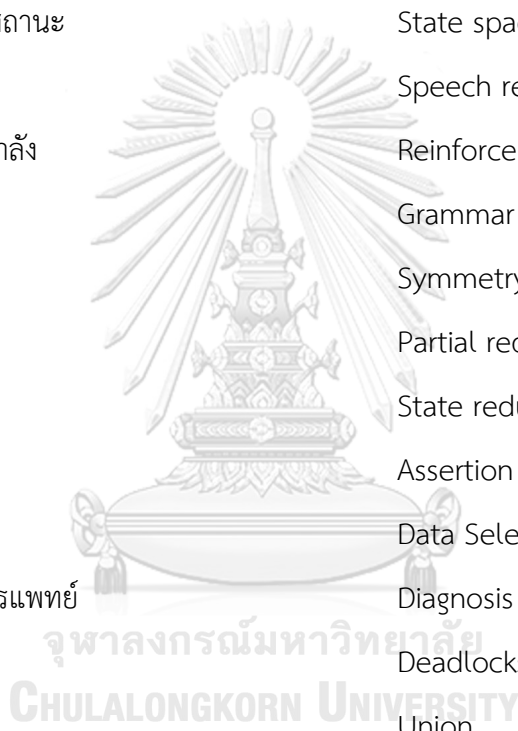 สถานะ State spa
Speech re
าลัง Reinforce
Grammar
Symmetry
Partial red
State redu
Assertion
Data Sele
รแพทย์ Diagnosis
จุฬาลงกรณ์มหาวิทยาลัย
Deadlock
CHULALONGKORN UNIVERSITY
Union